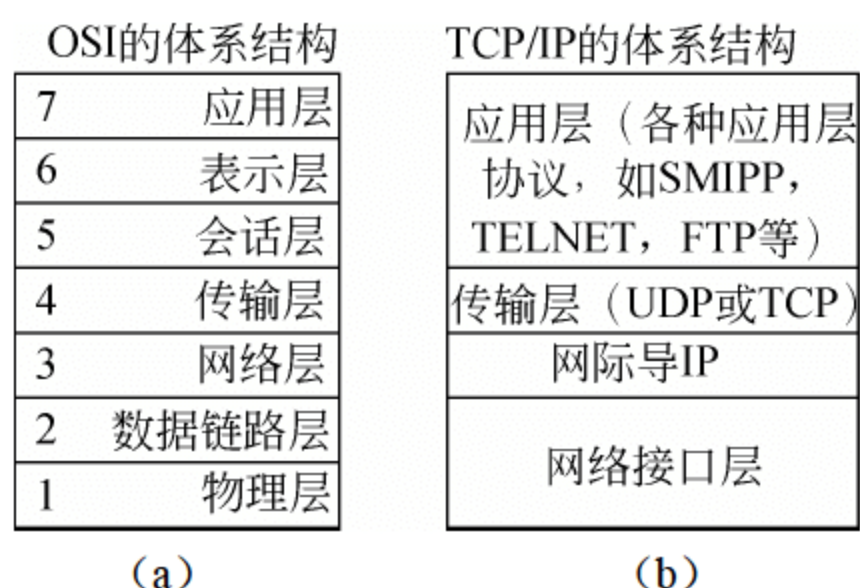 OSI的体系结构
7 应用层
6 表示层
5 会话层
4 传输层
3 网络层
2 数据链路层
1 物理层
(a)
TCP/IP的体系结构
应用层（各种应用层
协议，如SMIPP，
TELNET，FTP等）
传输层（UDP或TCP）
网际导IP
网络接口层
(b)